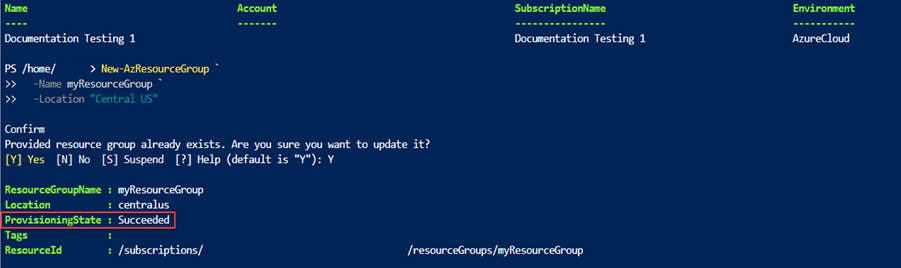 Name Account SubscriptionName Environment
---- ------- ---------------- -----------
Documentation Testing 1 Documentation Testing 1 AzureCloud
PS /home/ > New-AzResourceGroup `
>> -Name myResourceGroup `
>> -Location "Central US"
Confirm
Provided resource group already exists. Are you sure you want to update it?
[Y] Yes [N] No [S] Suspend [?] Help (default is "Y"): Y
ResourceGroupName : myResourceGroup
Location : centralus
ProvisioningState : Succeeded
Tags :
ResourceId : /subscriptions/ /resourceGroups/myResourceGroup